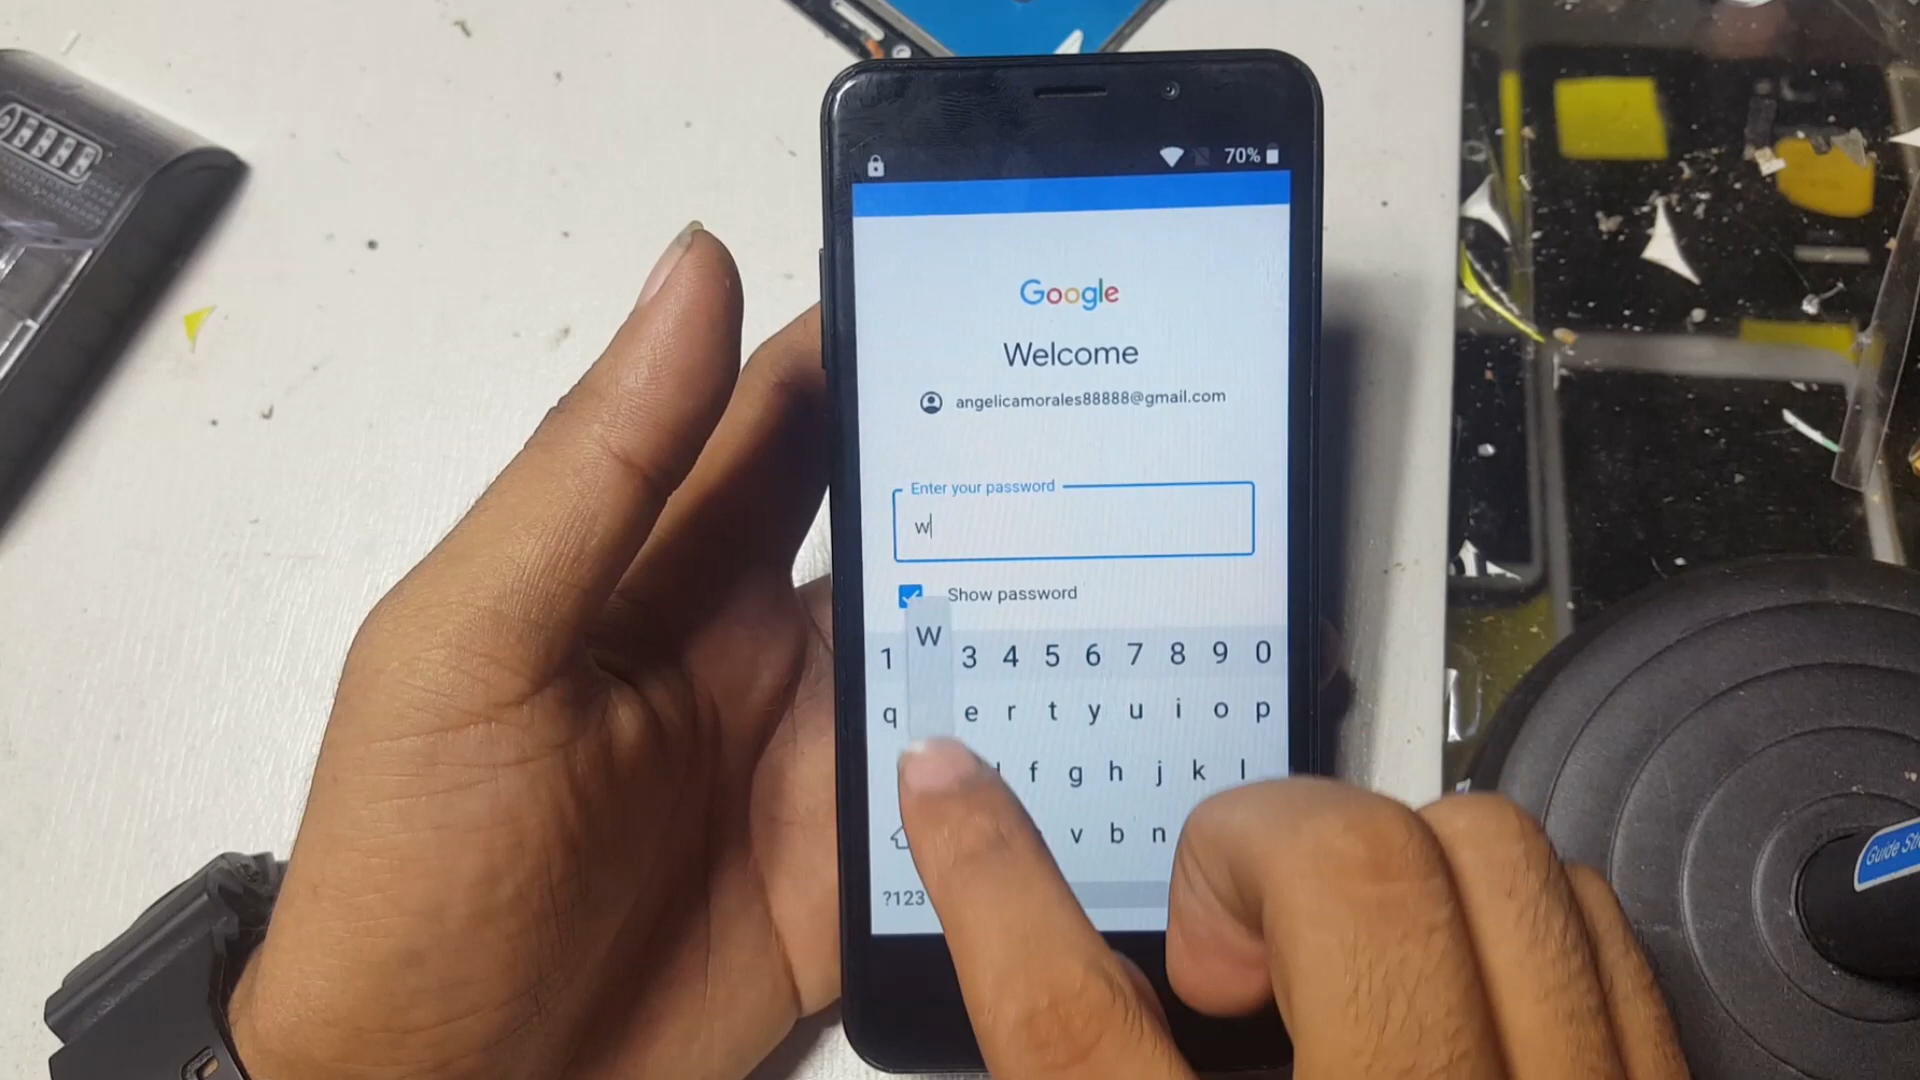 70%
Google
Welcome
angelicamorales88888@gmail.com
Enter your password
w
Show password
w
1 3 4 5 6 7 8 9 0
q e r t y u i o p
f g h j k l
v b n
?123
Guide